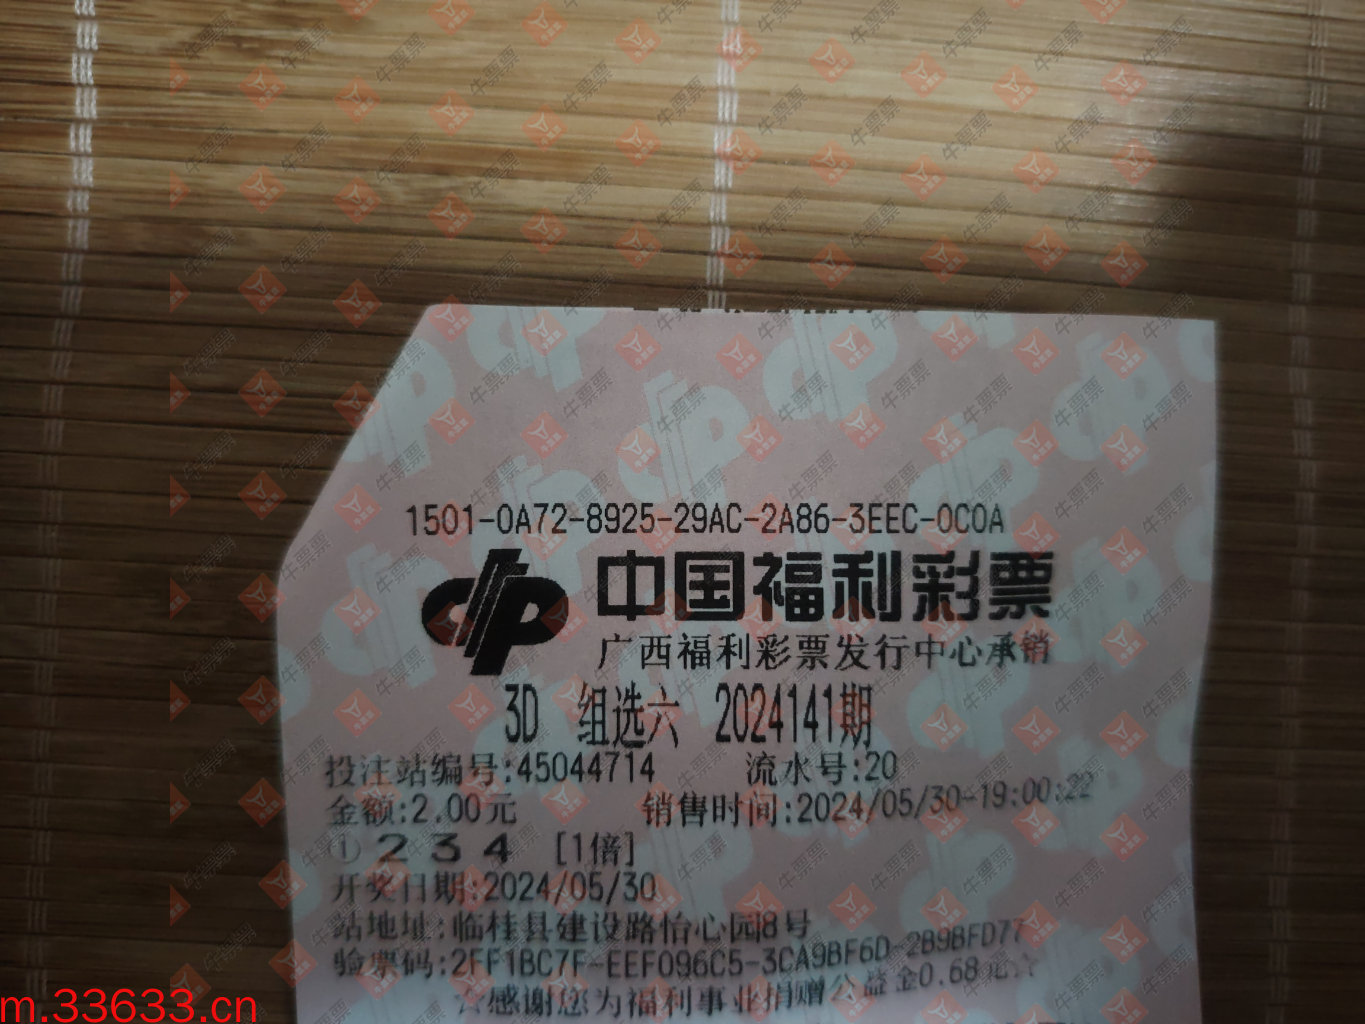 1501-0A72-8925-29AC-2A86-3EEC-0C0A
中国福利彩票
广西福利彩票发行中心承销
3D 组选六 2024141期
投注站编号:45044714 流水号:20
金额:2.00元 销售时间:2024/05/30-19:00:22
① 2 3 4 [1倍]
开奖日期:2024/05/30
站地址:临桂县建设路怡心园8号
验票码:2FF1BC7F-EEF096C5-3CA9BF6D-2B9BFD77
感谢您为福利事业捐赠公益金0.68元
m.33633.cn
牛票票